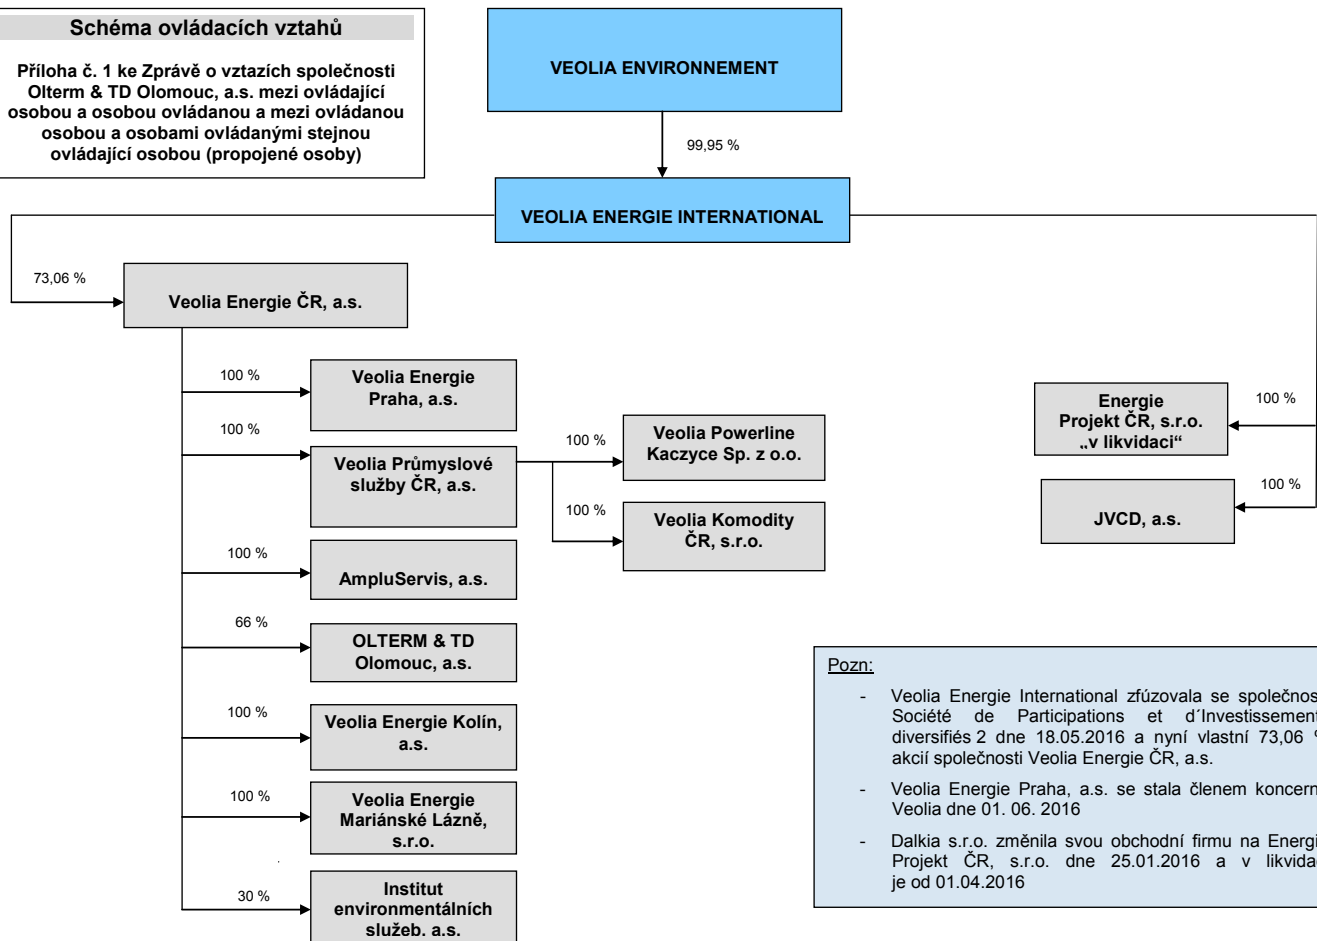 Schéma ovládacích vztahů
Příloha č. 1 ke Zprávě o vztazích společnosti
Olterm & TD Olomouc, a.s. mezi ovládající
osobou a osobou ovládanou a mezi ovládanou
osobou a osobami ovládanými stejnou
ovládající osobou (propojené osoby)
VEOLIA ENVIRONNEMENT
99,95 %
VEOLIA ENERGIE INTERNATIONAL
73,06 %
Veolia Energie ČR, a.s.
100 %
Veolia Energie
Praha, a.s.
100 %
Veolia Průmyslové
služby ČR, a.s.
100 %
Veolia Powerline
Kaczyce Sp. z o.o.
100 %
Veolia Komodity
ČR, s.r.o.
100 %
AmpluServis, a.s.
66 %
OLTERM & TD
Olomouc, a.s.
100 %
Veolia Energie Kolín,
a.s.
100 %
Veolia Energie
Mariánské Lázně,
s.r.o.
30 %
Institut
environmentálních
služeb. a.s.
Energie
Projekt ČR, s.r.o.
„v likvidaci“
100 %
JVCD, a.s.
100 %
Pozn:
- Veolia Energie International zfúzovala se společnos
Société de Participations et d´Investissement
diversifiés 2 dne 18.05.2016 a nyní vlastní 73,06 %
akcií společnosti Veolia Energie ČR, a.s.
- Veolia Energie Praha, a.s. se stala členem koncern
Veolia dne 01. 06. 2016
- Dalkia s.r.o. změnila svou obchodní firmu na Energi
Projekt ČR, s.r.o. dne 25.01.2016 a v likvida
je od 01.04.2016